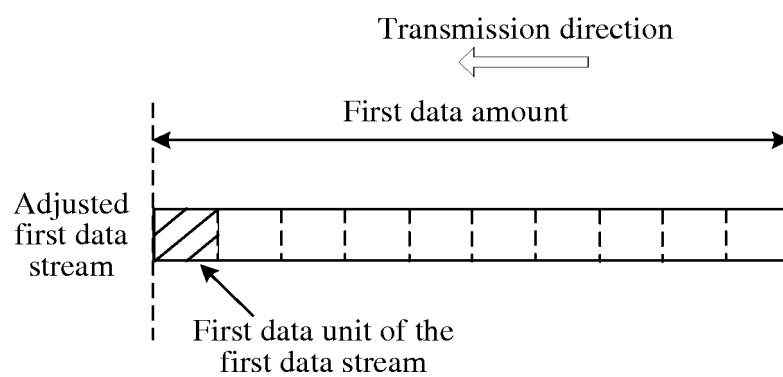 Transmission direction
First data amount
Adjusted
first data
stream
First data unit of the
first data stream